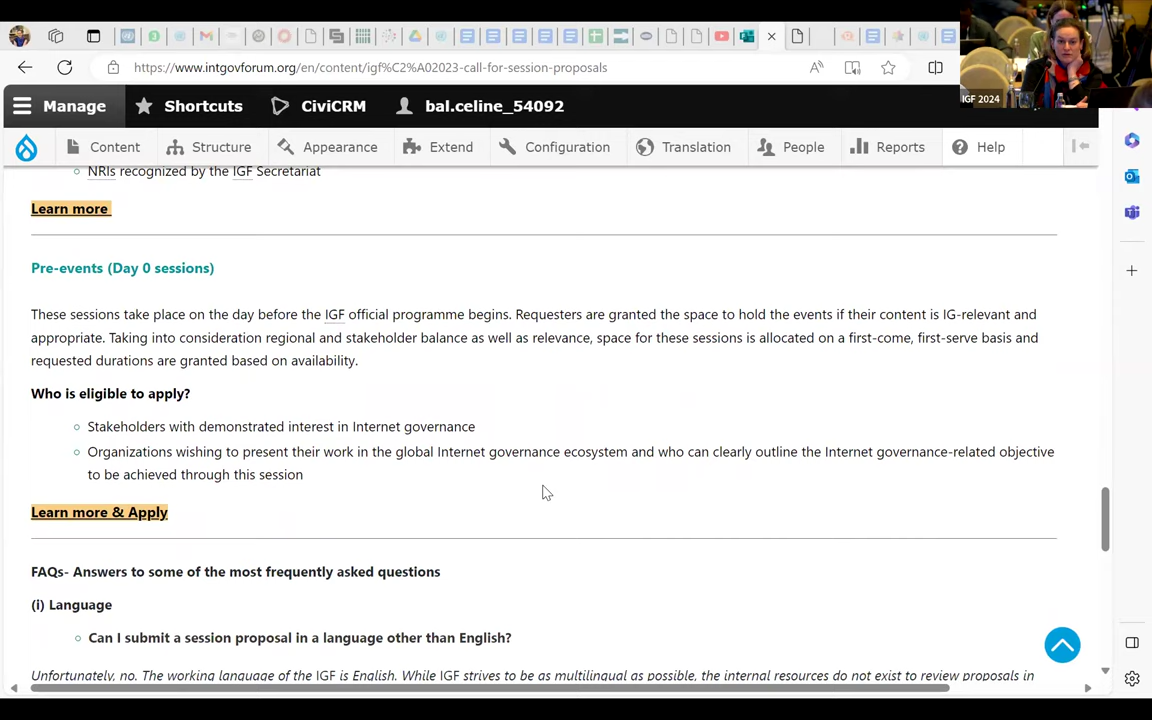 https://www.intgovforum.org/en/content/igf%C2%A02023-call-for-session-proposals
IGF 2024
Manage
Shortcuts
CiviCRM
bal.celine_54092
Content
Structure
Appearance
Extend
Configuration
Translation
People
Reports
Help
NRIs recognized by the IGF Secretariat
Learn more
Pre-events (Day 0 sessions)
These sessions take place on the day before the IGF official programme begins. Requesters are granted the space to hold the events if their content is IG-relevant and
appropriate. Taking into consideration regional and stakeholder balance as well as relevance, space for these sessions is allocated on a first-come, first-serve basis and
requested durations are granted based on availability.
Who is eligible to apply?
Stakeholders with demonstrated interest in Internet governance
Organizations wishing to present their work in the global Internet governance ecosystem and who can clearly outline the Internet governance-related objective
to be achieved through this session
Learn more & Apply
FAQs- Answers to some of the most frequently asked questions
(i) Language
Can I submit a session proposal in a language other than English?
Unfortunately, no. The working language of the IGF is English. While IGF strives to be as multilingual as possible, the internal resources do not exist to review proposals in